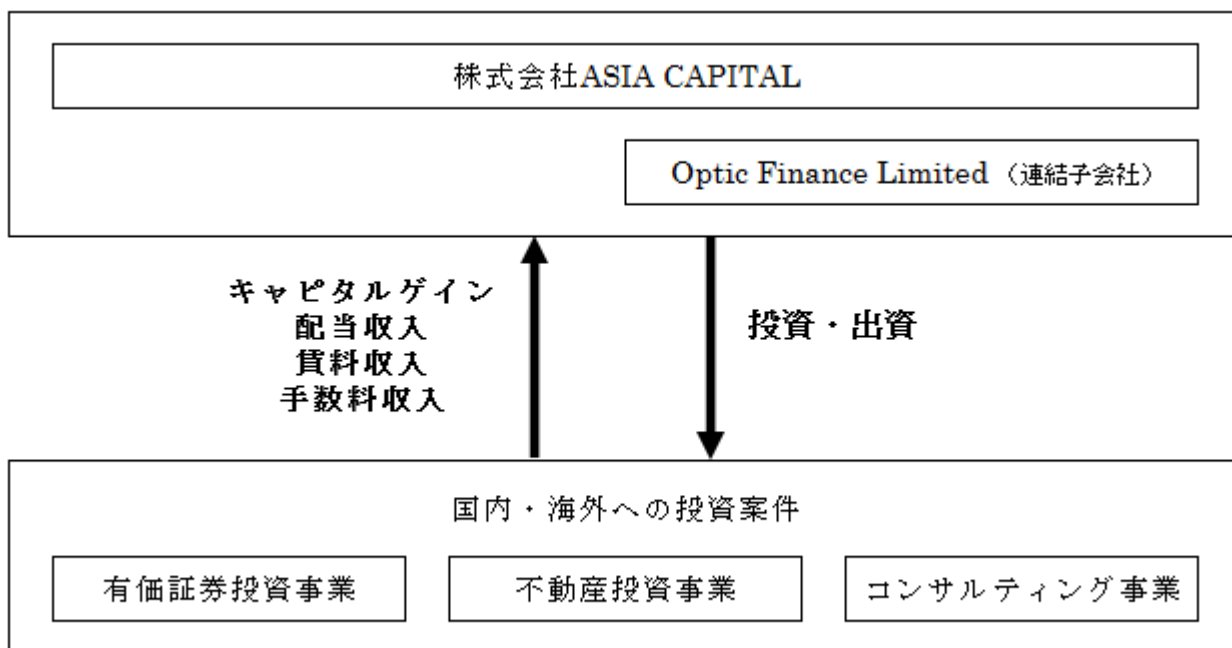 株式会社ASIA CAPITAL
Optic Finance Limited（連結子会社）
キャピタルゲイン
配当収入
賃料収入
手数料収入
投資・出資
国内・海外への投資案件
有価証券投資事業
不動産投資事業
コンサルティング事業